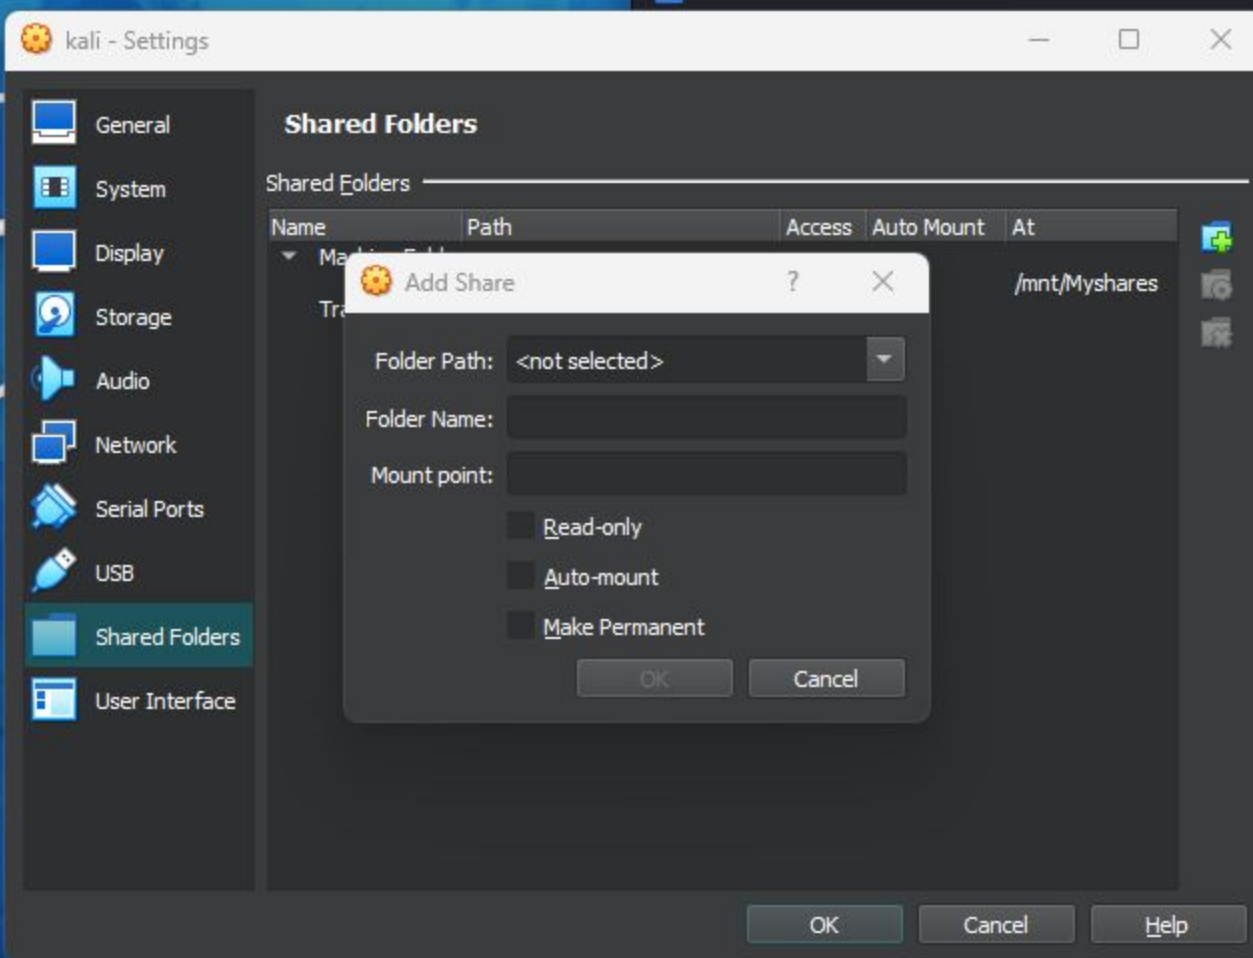 kali - Settings
General
System
Display
Storage
Audio
Network
Serial Ports
USB
Shared Folders
User Interface
Shared Folders
Shared Folders
Name Path Access Auto Mount At
/mnt/Myshares
Add Share ?
Folder Path: <not selected>
Folder Name:
Mount point:
Read-only
Auto-mount
Make Permanent
OK Cancel
OK Cancel Help